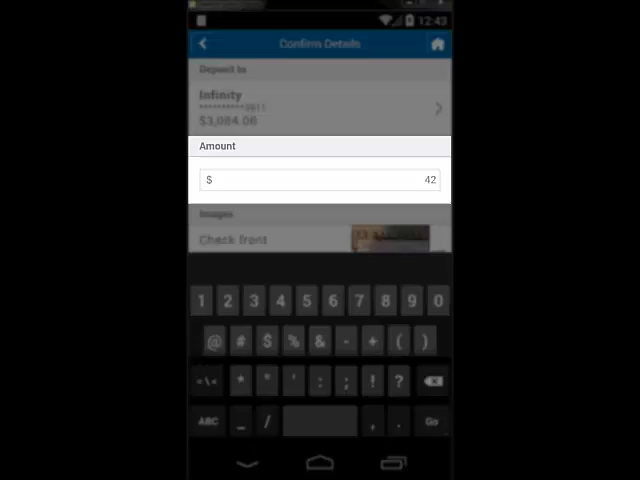 12:43
Confirm Details
Deposit to
Infinity
**********9911
$3,084.06
Amount
$ 42
Images
Check front
1 2 3 4 5 6 7 8 9 0
@ # $ % & - + ( )
=\< * " ' : ; ! ?
ABC _ / , . Go